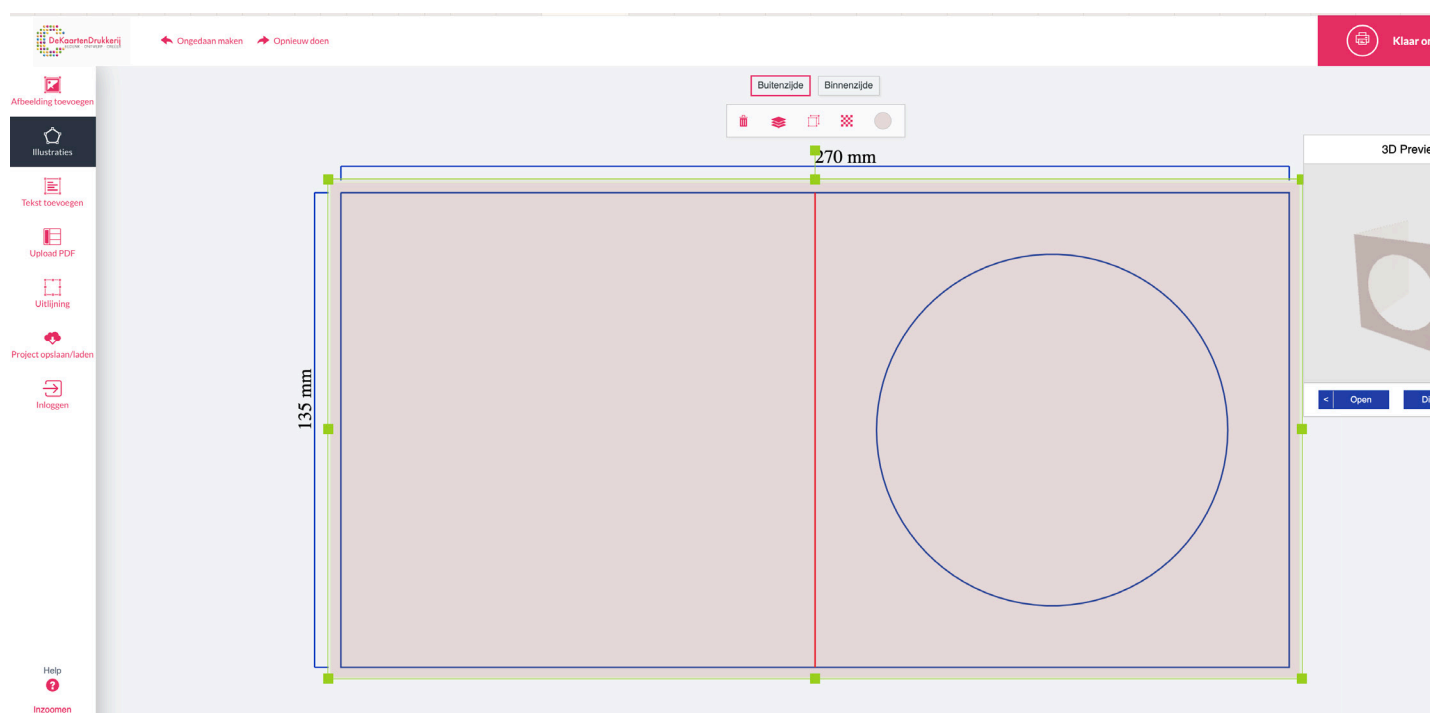 DeKaartenDrukkerij
Ongedaan maken
Opnieuw doen
Klaar
Afbeelding toevoegen
Illustraties
Tekst toevoegen
Upload PDF
Uitlijning
Project opslaan/laden
Inloggen
Help
?
Inzoomen
Buitenzijde
Binnenzijde
270 mm
135 mm
3D Previe
< Open
Di